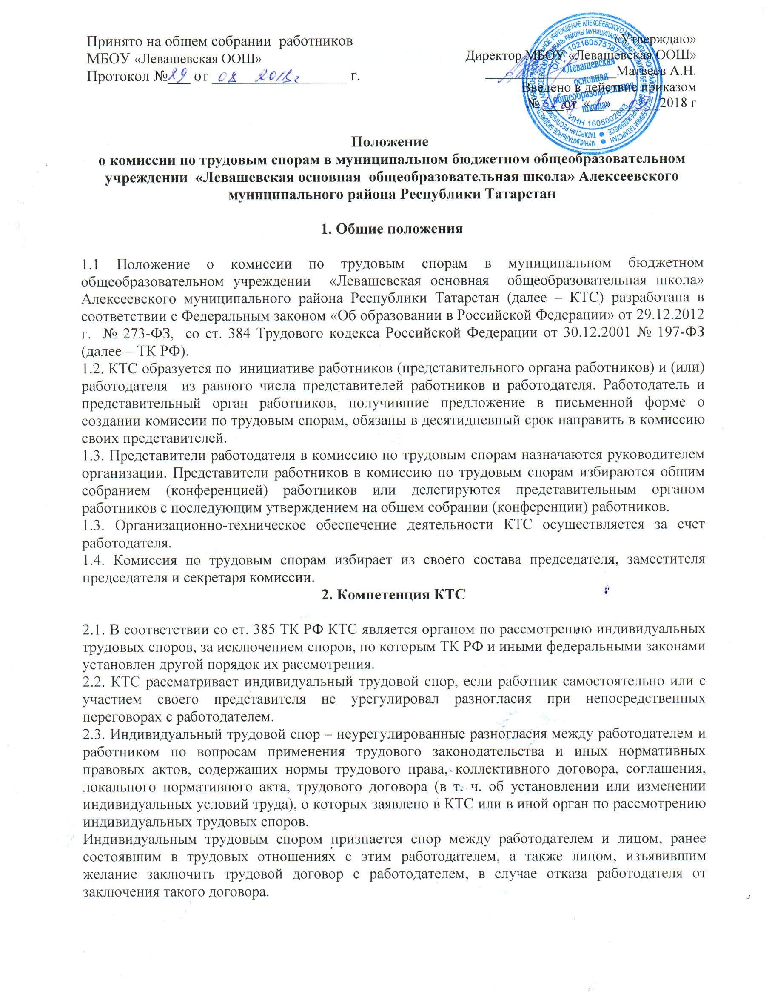 Принято на общем собрании работников
МБОУ «Левашевская ООШ»
Протокол №29 от 08 2018г г.
«Утверждаю»
Директор МБОУ «Левашевская ООШ»
Матвеев А.Н.
Введено в действие приказом
№ от « » 2018 г
ОГРН 1021605753872
«Левашевская
основная
общеобразовательная
школа»
ИНН 1605002693
Положение
о комиссии по трудовым спорам в муниципальном бюджетном общеобразовательном
учреждении «Левашевская основная общеобразовательная школа» Алексеевского
муниципального района Республики Татарстан
1. Общие положения
1.1 Положение о комиссии по трудовым спорам в муниципальном бюджетном
общеобразовательном учреждении «Левашевская основная общеобразовательная школа»
Алексеевского муниципального района Республики Татарстан (далее – КТС) разработана в
соответствии с Федеральным законом «Об образовании в Российской Федерации» от 29.12.2012
г. № 273-ФЗ, со ст. 384 Трудового кодекса Российской Федерации от 30.12.2001 № 197-ФЗ
(далее – ТК РФ).
1.2. КТС образуется по инициативе работников (представительного органа работников) и (или)
работодателя из равного числа представителей работников и работодателя. Работодатель и
представительный орган работников, получившие предложение в письменной форме о
создании комиссии по трудовым спорам, обязаны в десятидневный срок направить в комиссию
своих представителей.
1.3. Представители работодателя в комиссию по трудовым спорам назначаются руководителем
организации. Представители работников в комиссию по трудовым спорам избираются общим
собранием (конференцией) работников или делегируются представительным органом
работников с последующим утверждением на общем собрании (конференции) работников.
1.3. Организационно-техническое обеспечение деятельности КТС осуществляется за счет
работодателя.
1.4. Комиссия по трудовым спорам избирает из своего состава председателя, заместителя
председателя и секретаря комиссии.
2. Компетенция КТС
2.1. В соответствии со ст. 385 ТК РФ КТС является органом по рассмотрению индивидуальных
трудовых споров, за исключением споров, по которым ТК РФ и иными федеральными законами
установлен другой порядок их рассмотрения.
2.2. КТС рассматривает индивидуальный трудовой спор, если работник самостоятельно или с
участием своего представителя не урегулировал разногласия при непосредственных
переговорах с работодателем.
2.3. Индивидуальный трудовой спор – неурегулированные разногласия между работодателем и
работником по вопросам применения трудового законодательства и иных нормативных
правовых актов, содержащих нормы трудового права, коллективного договора, соглашения,
локального нормативного акта, трудового договора (в т. ч. об установлении или изменении
индивидуальных условий труда), о которых заявлено в КТС или в иной орган по рассмотрению
индивидуальных трудовых споров.
Индивидуальным трудовым спором признается спор между работодателем и лицом, ранее
состоявшим в трудовых отношениях с этим работодателем, а также лицом, изъявившим
желание заключить трудовой договор с работодателем, в случае отказа работодателя от
заключения такого договора.